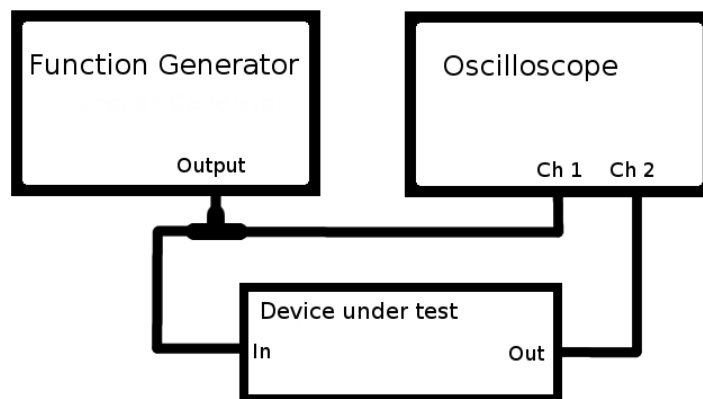 Function Generator
Output
Oscilloscope
Ch 1 Ch 2
Device under test
In
Out